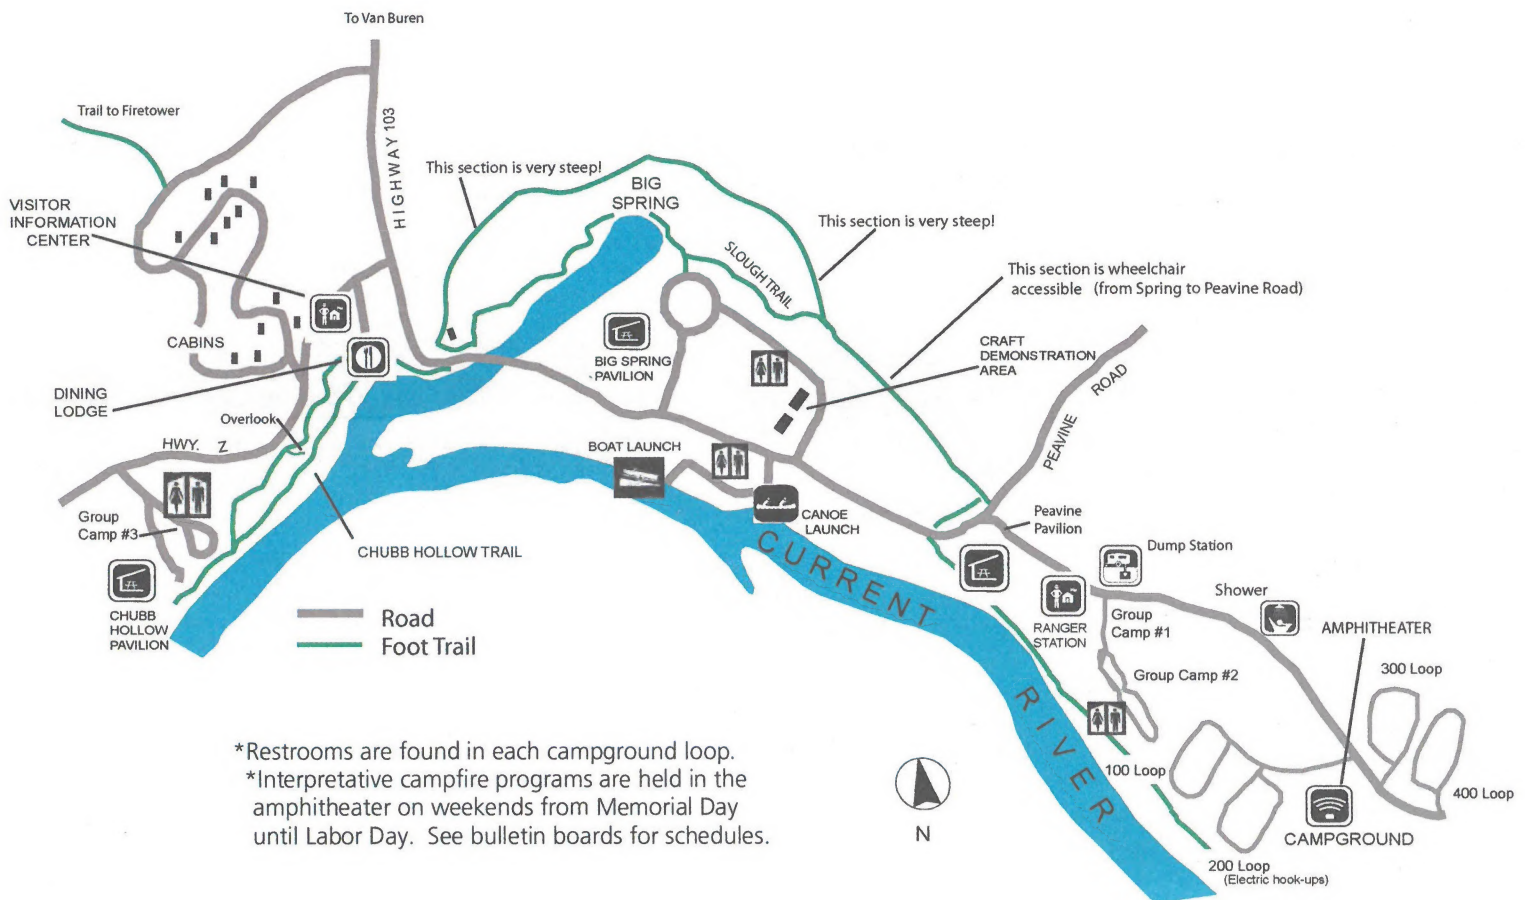 To Van Buren
Trail to Firetower
HIGHWAY 103
This section is very steep!
BIG
SPRING
VISITOR
INFORMATION
CENTER
This section is very steep!
SLOUGH TRAIL
This section is wheelchair
accessible (from Spring to Peavine Road)
CABINS
BIG SPRING
PAVILION
CRAFT
DEMONSTRATION
AREA
PEAVINE ROAD
DINING
LODGE
Overlook
HWY. Z
BOAT LAUNCH
Group
Camp #3
CANOE
LAUNCH
Peavine
Pavilion
CHUBB HOLLOW TRAIL
Dump Station
CURRENT RIVER
CHUBB
HOLLOW
PAVILION
Road
Foot Trail
RANGER
STATION
Group
Camp #1
Shower
AMPHITHEATER
Group Camp #2
300 Loop
*Restrooms are found in each campground loop.
*Interpretative campfire programs are held in the
amphitheater on weekends from Memorial Day
until Labor Day. See bulletin boards for schedules.
N
100 Loop
400 Loop
CAMPGROUND
200 Loop
(Electric hook-ups)